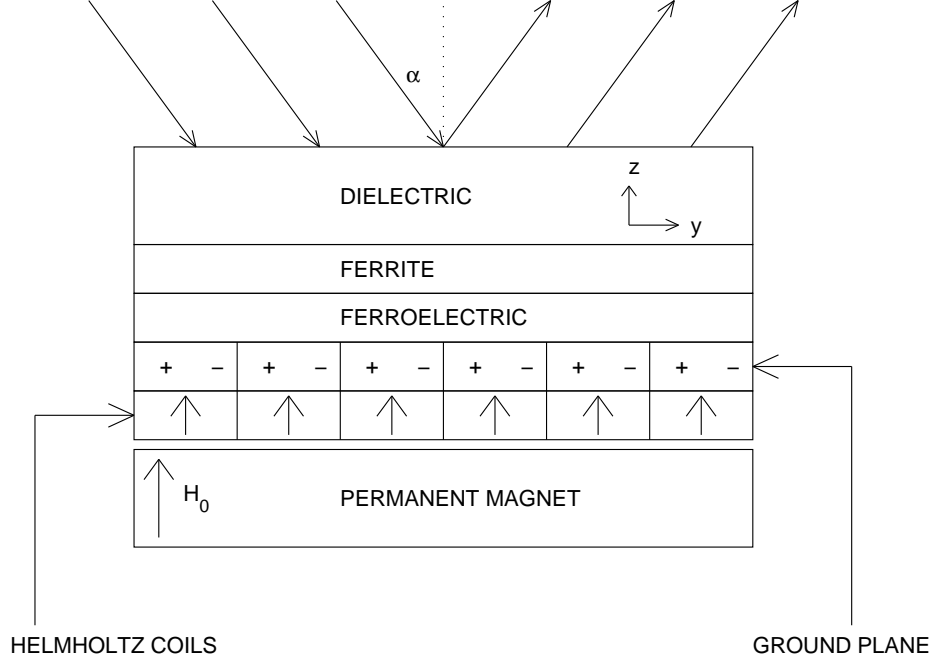 α
DIELECTRIC
z
y
FERRITE
FERROELECTRIC
+ − + − + − + − + − + −
H0
PERMANENT MAGNET
HELMHOLTZ COILS
GROUND PLANE